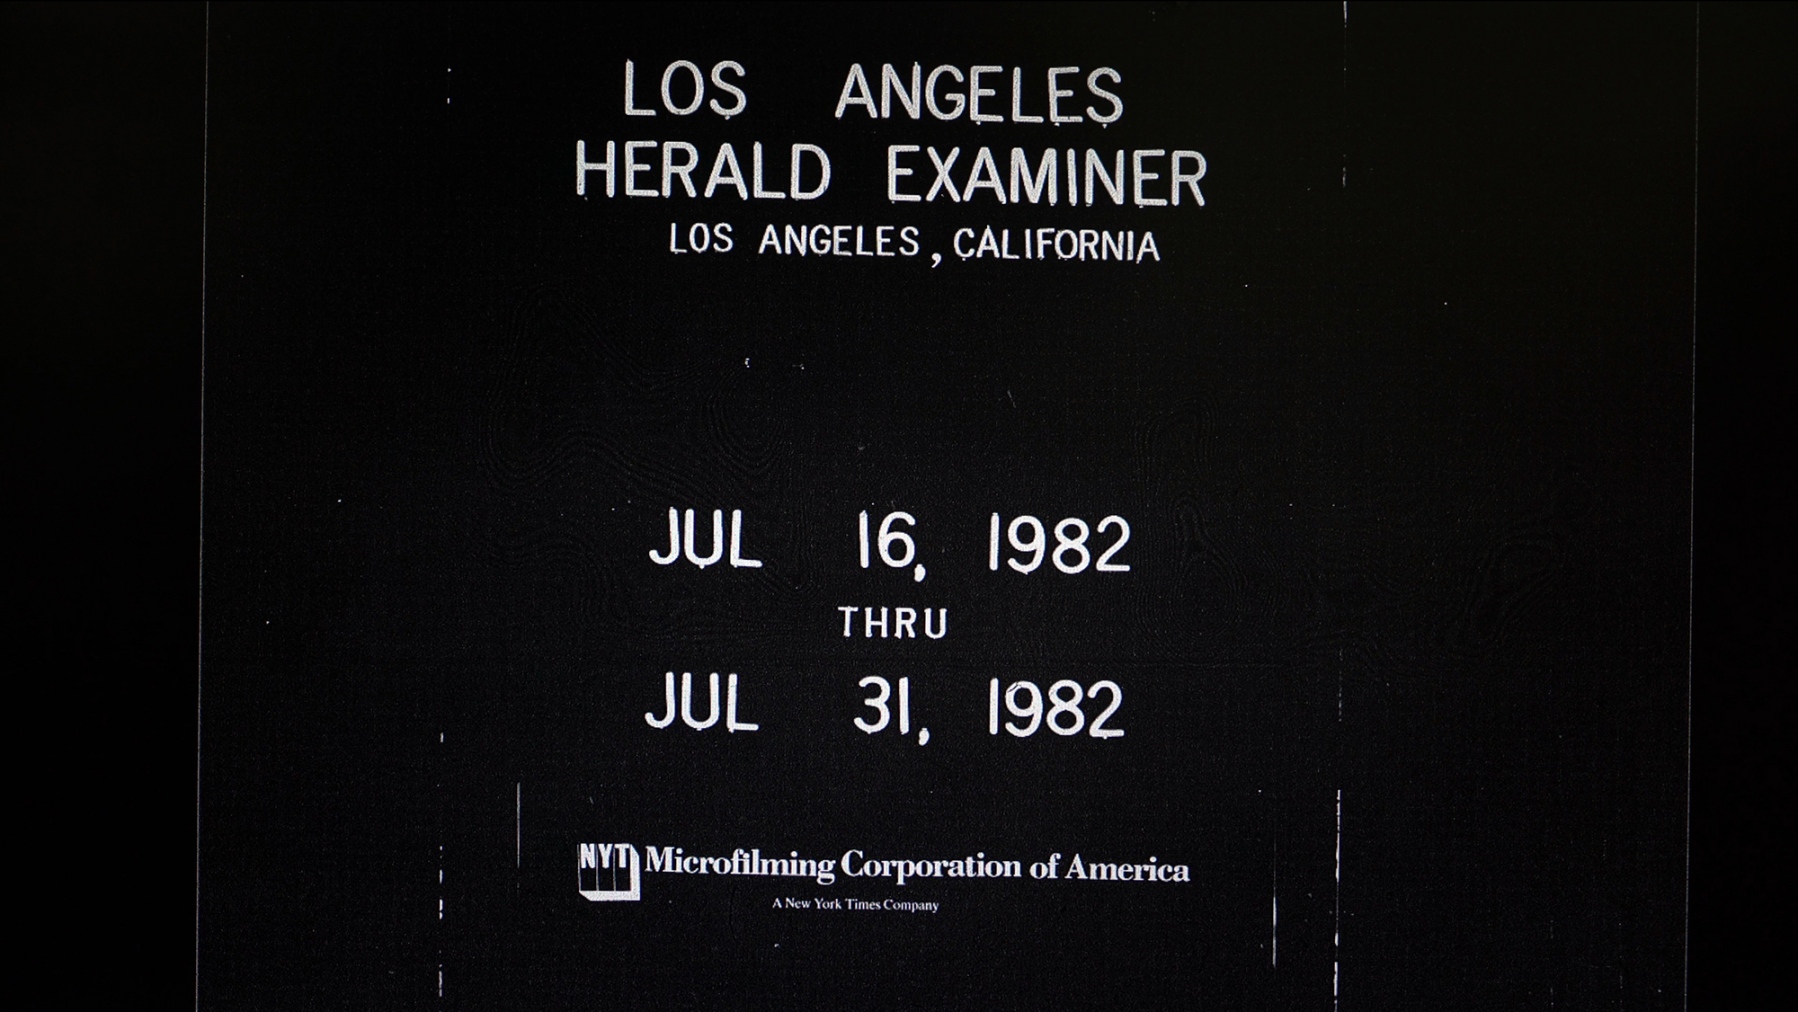 LOS ANGELES
HERALD EXAMINER
LOS ANGELES, CALIFORNIA
JUL 16, 1982
THRU
JUL 31, 1982
NYT Microfilming Corporation of America
A New York Times Company